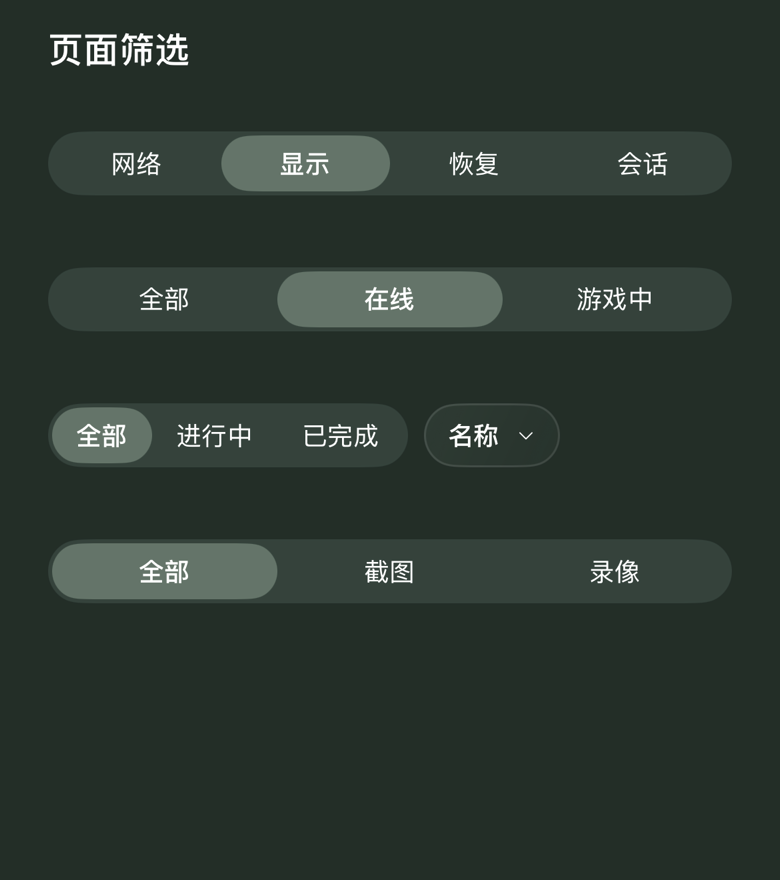 页面筛选
网络 显示 恢复 会话
全部 在线 游戏中
全部 进行中 已完成 名称
全部 截图 录像